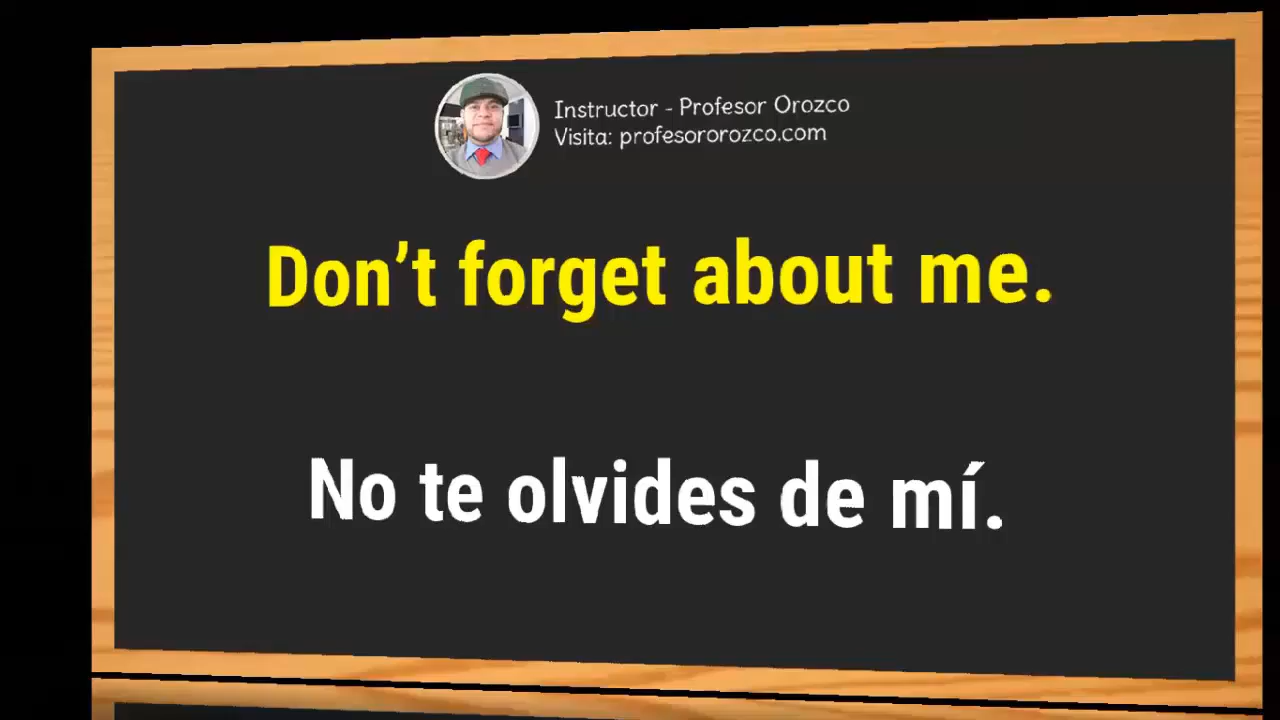 Instructor - Profesor Orozco
Visita: profesororozco.com
Don’t forget about me.
No te olvides de mí.